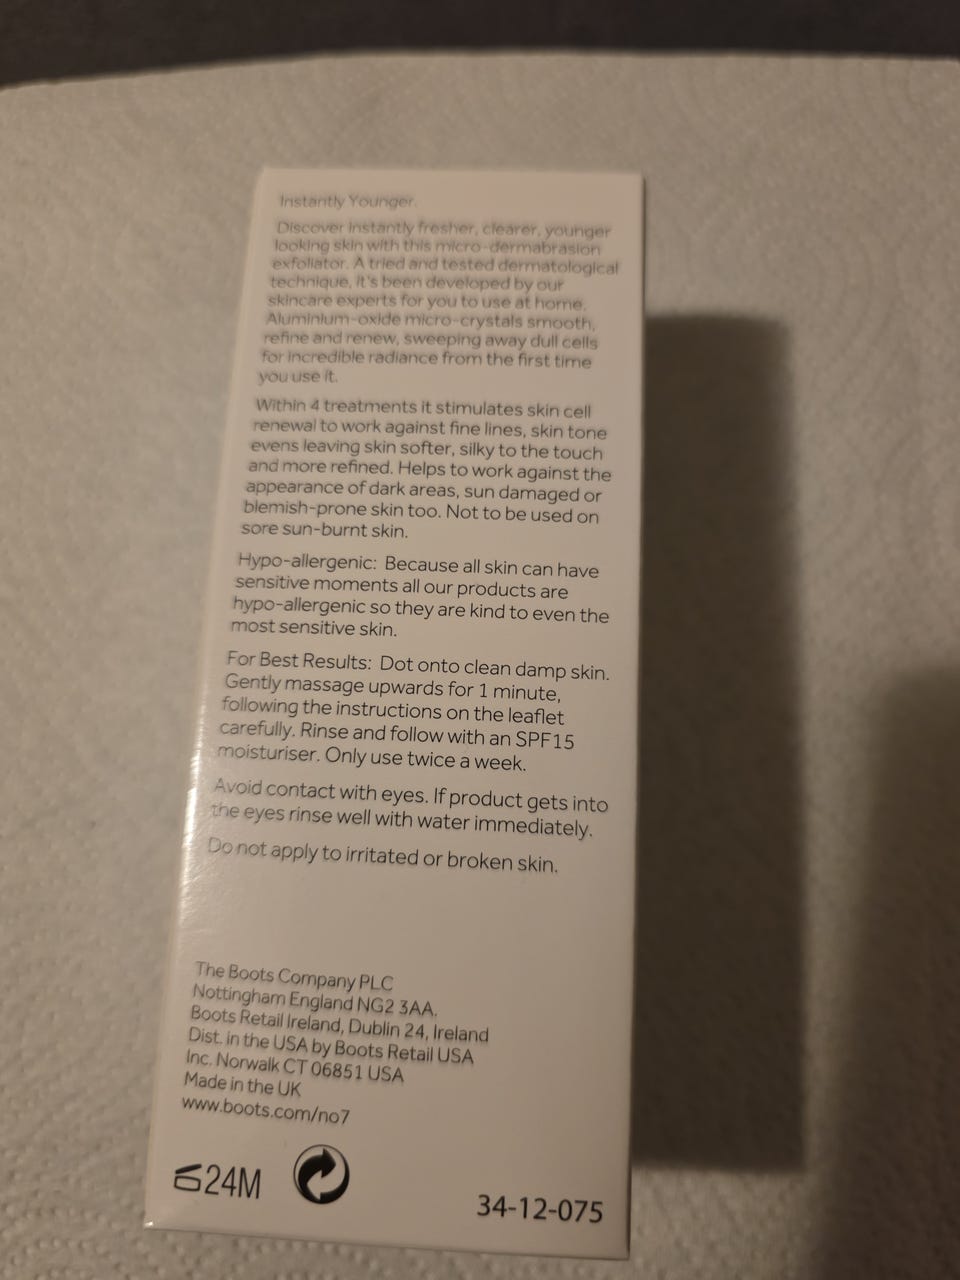 Instantly Younger.
Discover instantly fresher, clearer, younger
looking skin with this micro-dermabrasion
exfoliator. A tried and tested dermatological
technique, it's been developed by our
skincare experts for you to use at home.
Aluminium-oxide micro-crystals smooth,
refine and renew, sweeping away dull cells
for incredible radiance from the first time
you use it.
Within 4 treatments it stimulates skin cell
renewal to work against fine lines, skin tone
evens leaving skin softer, silky to the touch
and more refined. Helps to work against the
appearance of dark areas, sun damaged or
blemish-prone skin too. Not to be used on
sore sun-burnt skin.
Hypo-allergenic: Because all skin can have
sensitive moments all our products are
hypo-allergenic so they are kind to even the
most sensitive skin.
For Best Results: Dot onto clean damp skin.
Gently massage upwards for 1 minute,
following the instructions on the leaflet
carefully. Rinse and follow with an SPF15
moisturiser. Only use twice a week.
Avoid contact with eyes. If product gets into
the eyes rinse well with water immediately.
Do not apply to irritated or broken skin.
The Boots Company PLC
Nottingham England NG2 3AA.
Boots Retail Ireland, Dublin 24, Ireland
Dist. in the USA by Boots Retail USA
Inc. Norwalk CT 06851 USA
Made in the UK
www.boots.com/no7
24M
34-12-075